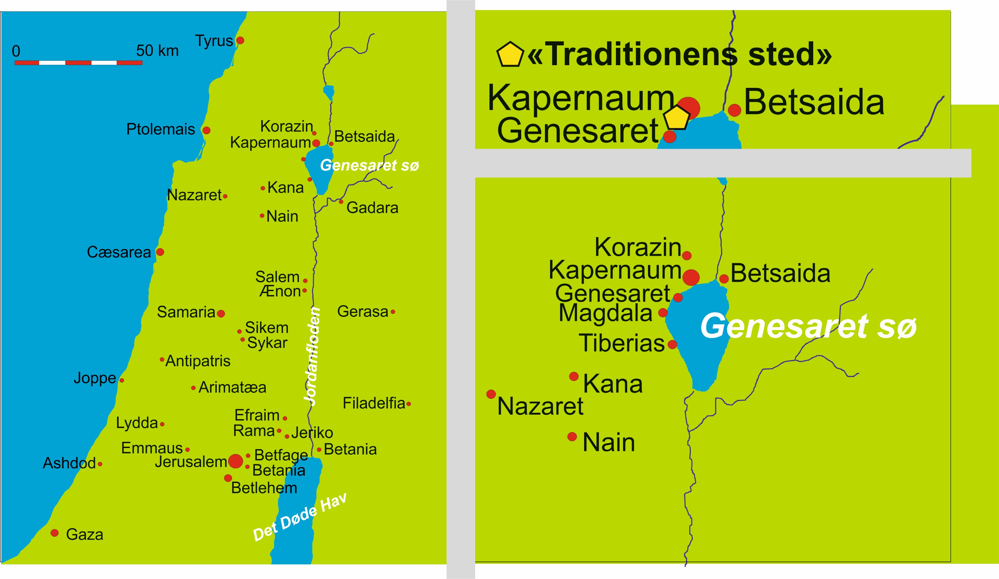 Tyrus
0
50 km
Ptolemais
Korazin
Kapernaum
Betsaida
Genesaret sø
Kana
Nazaret
Gadara
Nain
Cæsarea
Salem
Ænon
Samaria
Gerasa
Sikem
Sykar
Jordanfloden
Antipatris
Joppe
Arimatæa
Filadelfia
Efraim
Lydda
Rama
Jeriko
Emmaus
Betania
Jerusalem
Betfage
Ashdod
Betania
Betlehem
Det Døde Hav
Gaza
«Traditionens sted»
Kapernaum
Betsaida
Genesaret
Korazin
Kapernaum
Betsaida
Genesaret
Magdala
Genesaret sø
Tiberias
Kana
Nazaret
Nain